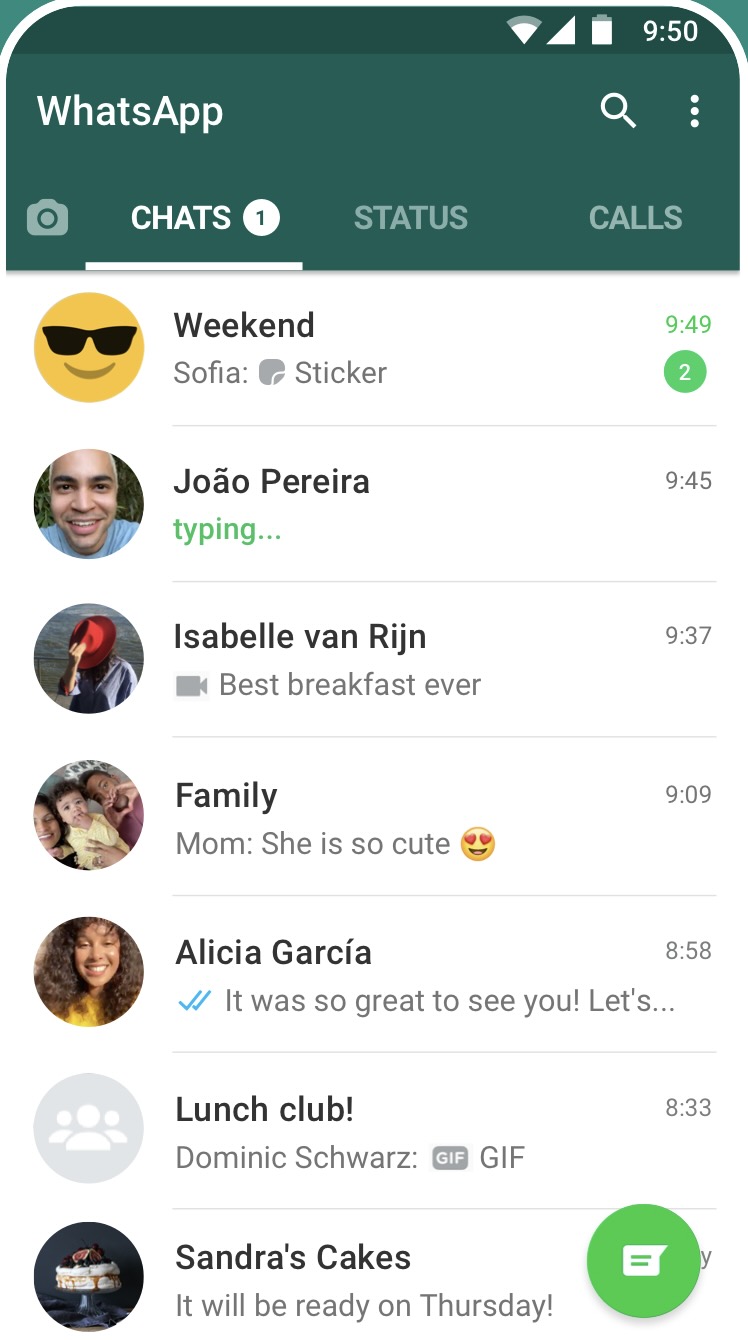 9:50
WhatsApp
CHATS 1
STATUS
CALLS
Weekend
9:49
Sofia: Sticker
2
João Pereira
9:45
typing...
Isabelle van Rijn
9:37
Best breakfast ever
Family
9:09
Mom: She is so cute 😍
Alicia García
8:58
It was so great to see you! Let's...
Lunch club!
8:33
Dominic Schwarz: GIF GIF
Sandra's Cakes
It will be ready on Thursday!